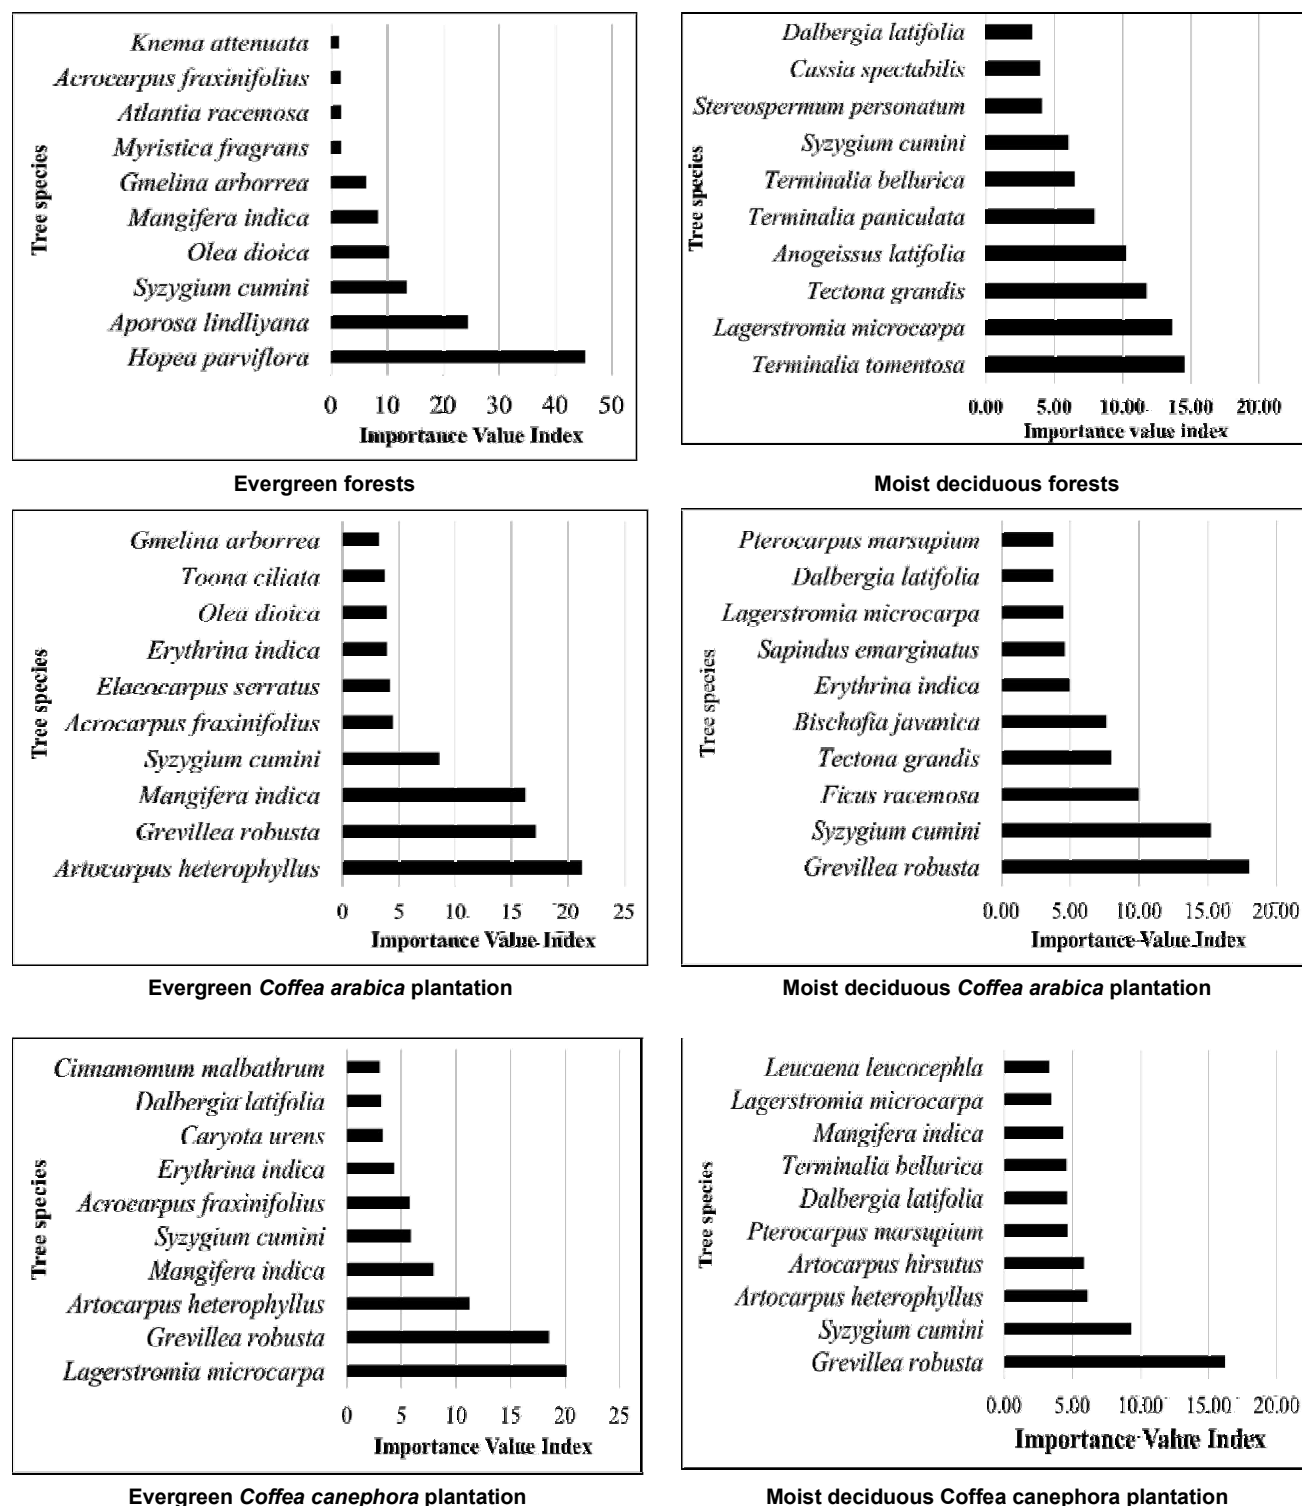 Tree species
Knema attenuata
Acrocarpus fraxinifolius
Atlantia racemosa
Myristica fragrans
Gmelina arborrea
Mangifera indica
Olea dioica
Syzygium cumini
Aporosa lindliyana
Hopea parviflora
0 10 20 30 40 50
Importance Value Index
Evergreen forests
Tree species
Dalbergia latifolia
Cassia spectabilis
Stereospermum personatum
Syzygium cumini
Terminalia bellurica
Terminalia paniculata
Anogeissus latifolia
Tectona grandis
Lagerstromia microcarpa
Terminalia tomentosa
0.00 5.00 10.00 15.00 20.00
Importance value index
Moist deciduous forests
Tree species
Gmelina arborrea
Toona ciliata
Olea dioica
Erythrina indica
Elaeocarpus serratus
Acrocarpus fraxinifolius
Syzygium cumini
Mangifera indica
Grevillea robusta
Artocarpus heterophyllus
0 5 10 15 20 25
Importance Value Index
Evergreen Coffea arabica plantation
Tree species
Pterocarpus marsupium
Dalbergia latifolia
Lagerstromia microcarpa
Sapindus emarginatus
Erythrina indica
Bischofia javanica
Tectona grandis
Ficus racemosa
Syzygium cumini
Grevillea robusta
0.00 5.00 10.00 15.00 20.00
Importance Value Index
Moist deciduous Coffea arabica plantation
Tree species
Cinnamomum malbathrum
Dalbergia latifolia
Caryota urens
Erythrina indica
Acrocarpus fraxinifolius
Syzygium cumini
Mangifera indica
Artocarpus heterophyllus
Grevillea robusta
Lagerstromia microcarpa
0 5 10 15 20 25
Importance Value Index
Evergreen Coffea canephora plantation
Tree species
Leucaena leucocephla
Lagerstromia microcarpa
Mangifera indica
Terminalia bellurica
Dalbergia latifolia
Pterocarpus marsupium
Artocarpus hirsutus
Artocarpus heterophyllus
Syzygium cumini
Grevillea robusta
0.00 5.00 10.00 15.00 20.00
Importance Value Index
Moist deciduous Coffea canephora plantation